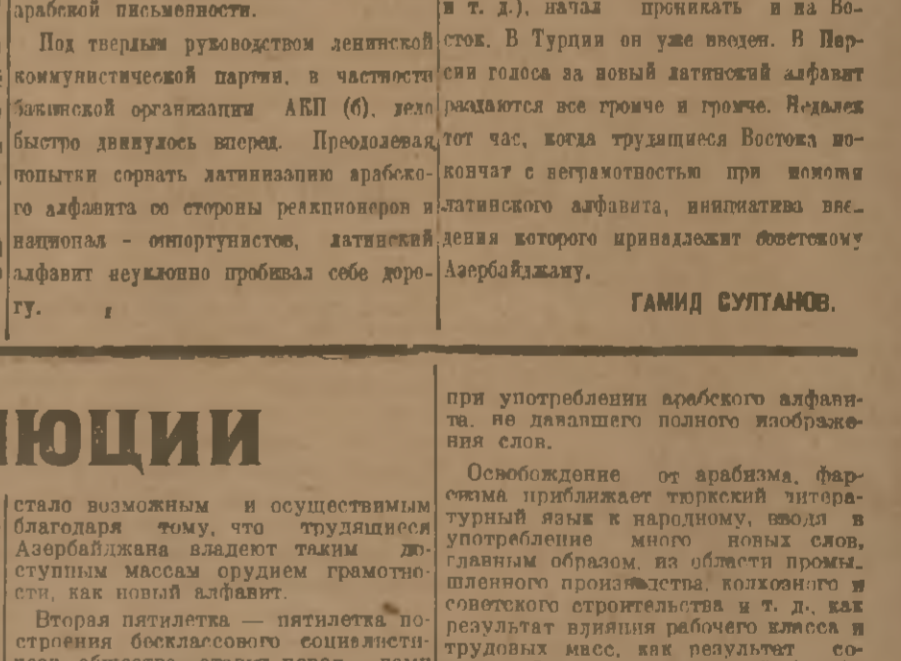 арабской письменности.
Под твердым руководством ленинской
коммунистической партии, в частности
бакинской организации АКП (б), дело
быстро двинулось вперед. Преодолевая
попытки сорвать латинизацию арабско-
го алфавита со стороны реакционеров и
национал - оппортунистов, латинский
алфавит неуклонно пробивал себе доро-
гу.
и т. д.), начал проникать и на Во-
сток. В Турции он уже введен. В Пер-
сии голоса за новый латинский алфавит
раздаются все громче и громче. Недалек
тот час, когда трудящиеся Востока по-
кончат с неграмотностью при помощи
латинского алфавита, инициатива вве-
дения которого принадлежит советскому
Азербайджану.
ГАМИД СУЛТАНОВ.
ЮЦИИ
стало возможным и осуществимым
благодаря тому, что трудящиеся
Азербайджана владеют таким до-
ступным массам орудием грамотно-
сти, как новый алфавит.
Вторая пятилетка — пятилетка по-
строения бесклассового социалисти-
при употреблении арабского алфави-
та, не дававшего полного изображе-
ния слов.
Освобождение от арабизма, фар-
сизма приближает тюркский литера-
турный язык к народному, вводя в
употребление много новых слов,
главным образом, из области промы-
шленного производства, колхозного и
советского строительства и т. д., как
результат влияния рабочего класса и
трудовых масс, как результат со-